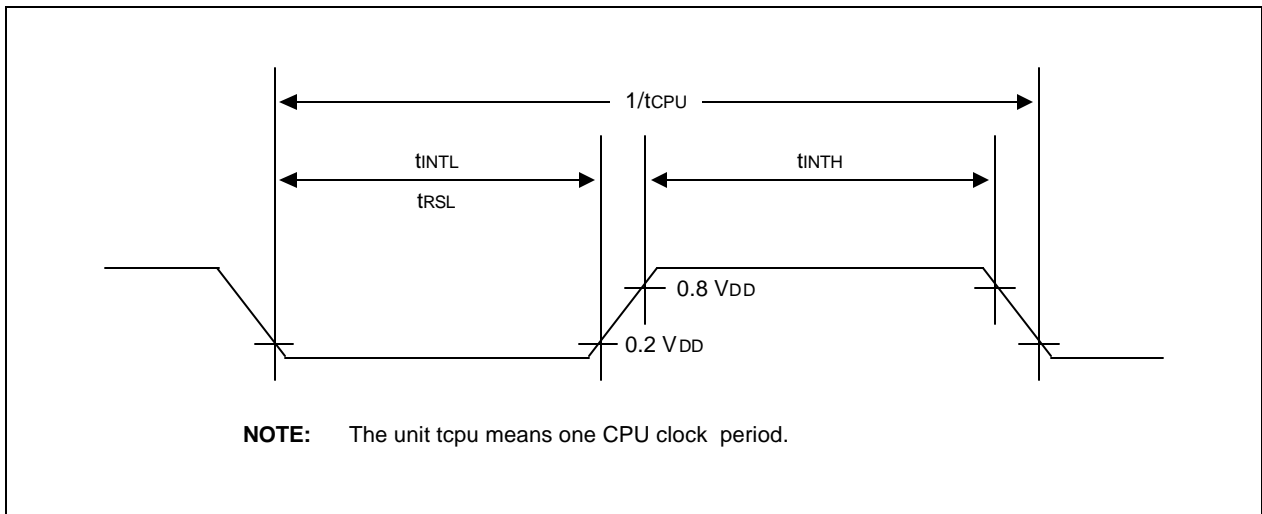 1/tCPU
tINTL
tINTH
tRSL
0.8 VDD
0.2 VDD
NOTE: The unit tcpu means one CPU clock period.